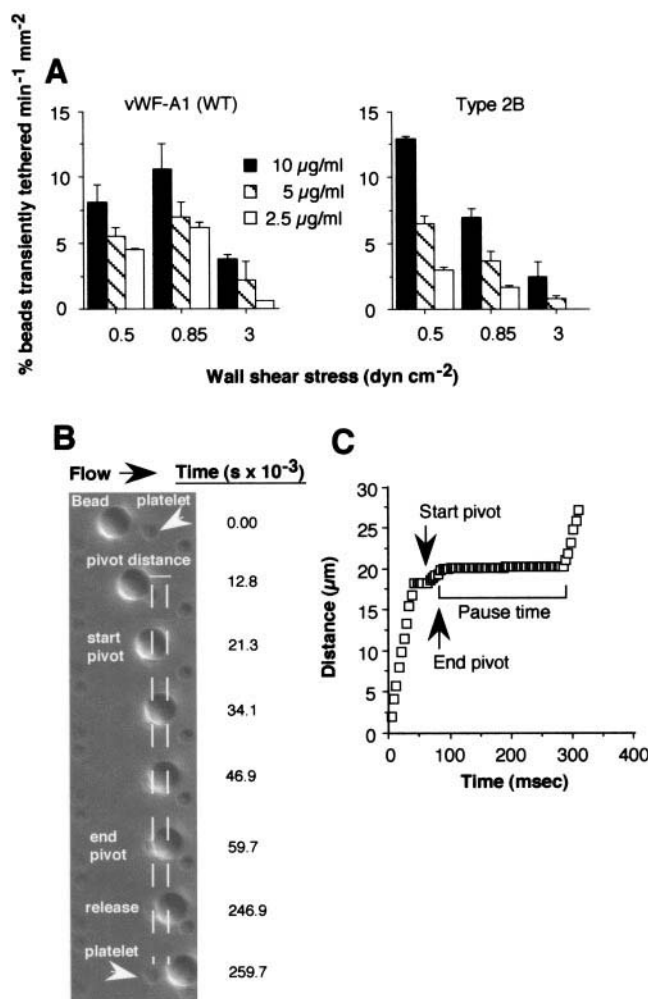 A
vWF-A1 (WT)
Type 2B
% beads transiently tethered min-1 mm-2
15
10
5
0
0.5
0.85
3
10 µg/ml
5 µg/ml
2.5 µg/ml
15
10
5
0
0.5
0.85
3
Wall shear stress (dyn cm-2)
B
Flow
Time (s x 10-3)
Bead
platelet
0.00
pivot distance
12.8
start
pivot
21.3
34.1
46.9
end
pivot
59.7
release
246.9
platelet
259.7
C
Distance (µm)
30
25
20
15
10
5
0
Start pivot
Pause time
End pivot
0
100
200
300
400
Time (msec)